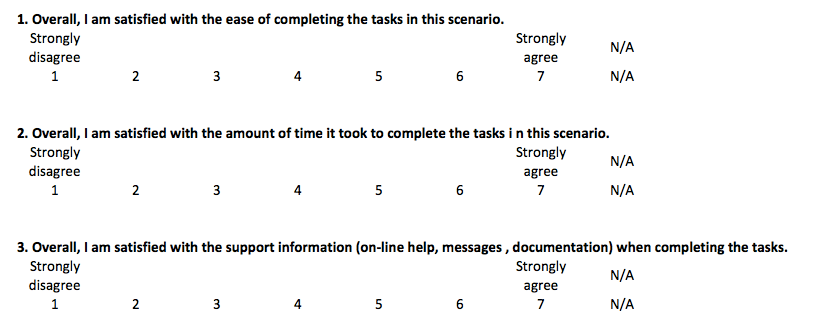 1. Overall, I am satisfied with the ease of completing the tasks in this scenario.
Strongly disagree Strongly agree N/A
1 2 3 4 5 6 7 N/A
2. Overall, I am satisfied with the amount of time it took to complete the tasks i n this scenario.
Strongly disagree Strongly agree N/A
1 2 3 4 5 6 7 N/A
3. Overall, I am satisfied with the support information (on-line help, messages , documentation) when completing the tasks.
Strongly disagree Strongly agree N/A
1 2 3 4 5 6 7 N/A